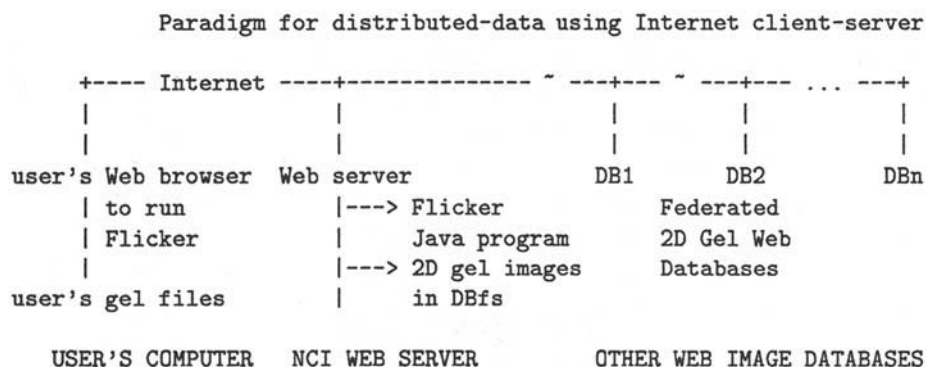 Paradigm for distributed-data using Internet client-server
+---- Internet ----+--------------- ~ ---+--- ~ ---+--- ... ---+
| | | | |
| | | | |
user's Web browser Web server DB1 DB2 DBn
| to run |---> Flicker Federated
| Flicker | Java program 2D Gel Web
| |---> 2D gel images Databases
user's gel files | in DBfs
USER'S COMPUTER NCI WEB SERVER OTHER WEB IMAGE DATABASES